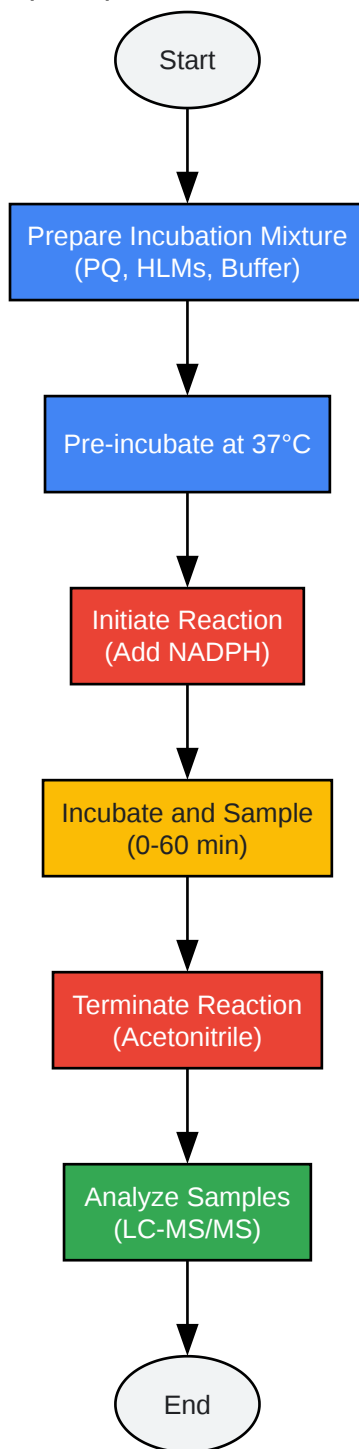 Start
Prepare Incubation Mixture
(PQ, HLMs, Buffer)
Pre-incubate at 37°C
Initiate Reaction
(Add NADPH)
Incubate and Sample
(0-60 min)
Terminate Reaction
(Acetonitrile)
Analyze Samples
(LC-MS/MS)
End